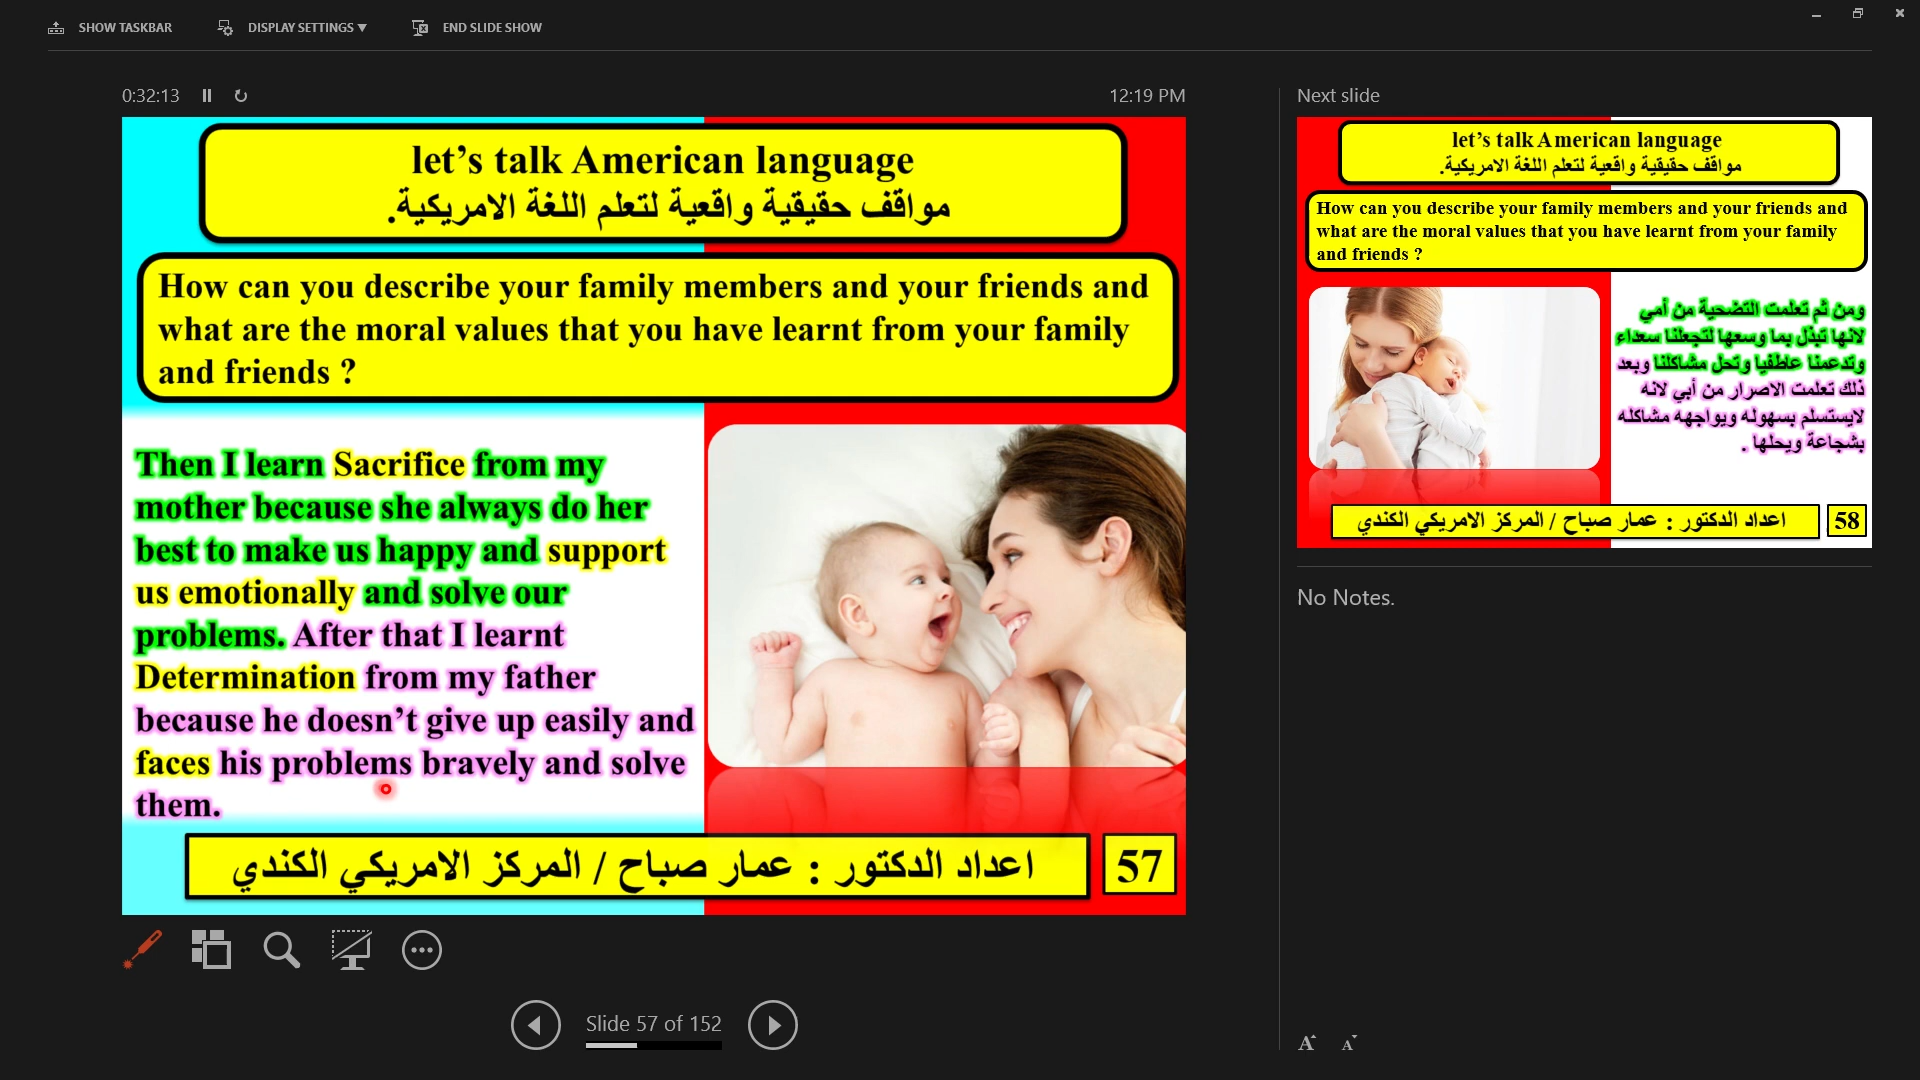 SHOW TASKBAR
DISPLAY SETTINGS
END SLIDE SHOW
0:32:13
12:19 PM
let’s talk American language
مواقف حقيقية واقعية لتعلم اللغة الامريكية.
How can you describe your family members and your friends and
what are the moral values that you have learnt from your family
and friends ?
Then I learn Sacrifice from my
mother because she always do her
best to make us happy and support
us emotionally and solve our
problems. After that I learnt
Determination from my father
because he doesn’t give up easily and
faces his problems bravely and solve
them.
اعداد الدكتور : عمار صباح / المركز الامريكي الكندي
57
Slide 57 of 152
Next slide
let’s talk American language
مواقف حقيقية واقعية لتعلم اللغة الامريكية.
How can you describe your family members and your friends and
what are the moral values that you have learnt from your family
and friends ?
ومن ثم تعلمت التضحية من أمي
لانها تبذل بما وسعها لتجعلنا سعداء
وتدعمنا عاطفيا وتحل مشاكلنا وبعد
ذلك تعلمت الاصرار من أبي لانه
لايستسلم بسهوله ويواجهه مشاكله
بشجاعة ويحلها .
اعداد الدكتور : عمار صباح / المركز الامريكي الكندي
58
No Notes.
A A